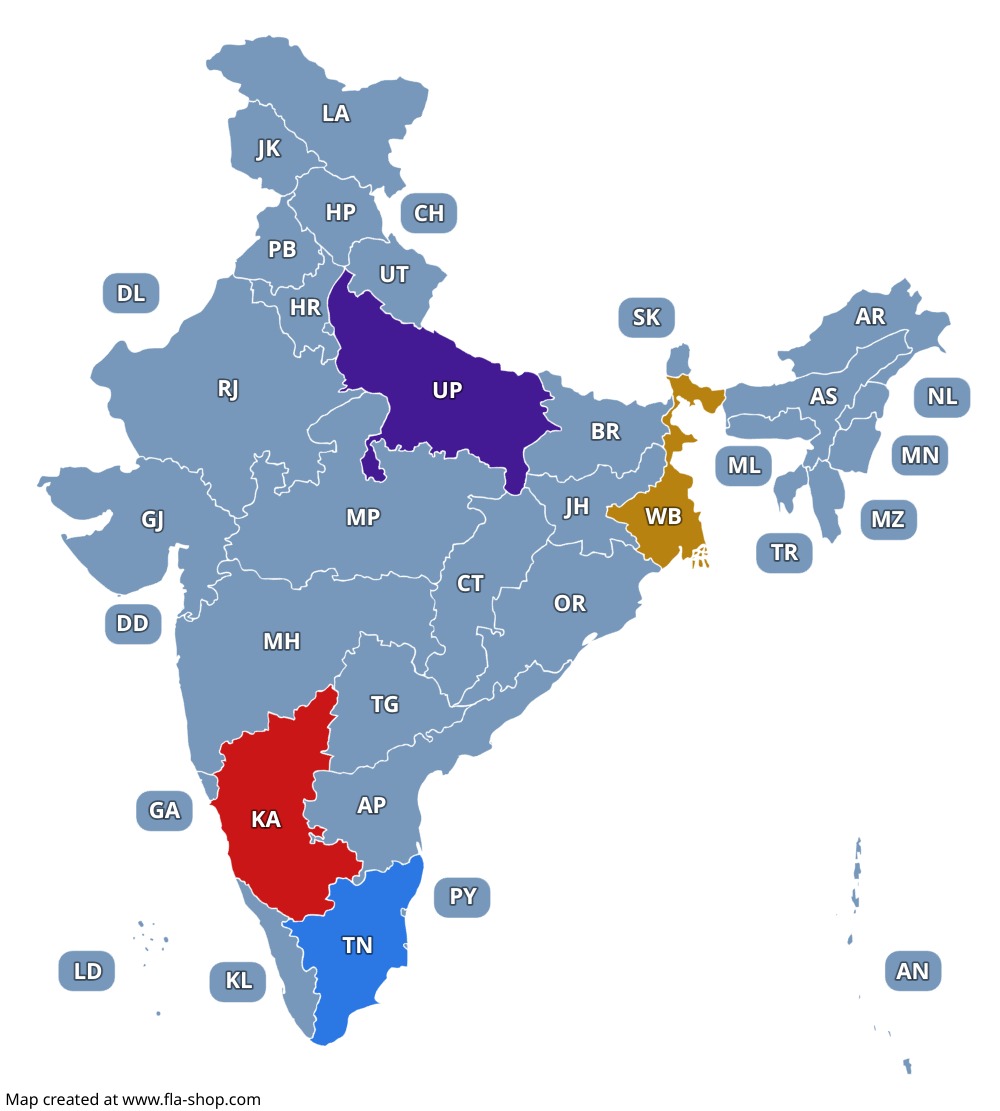 LA
JK
HP
CH
PB
UT
DL
HR
SK
AR
RJ
UP
AS
NL
BR
ML
MN
GJ
MP
JH
WB
MZ
TR
CT
OR
DD
MH
TG
GA
KA
AP
PY
TN
LD
KL
AN
Map created at www.fla-shop.com